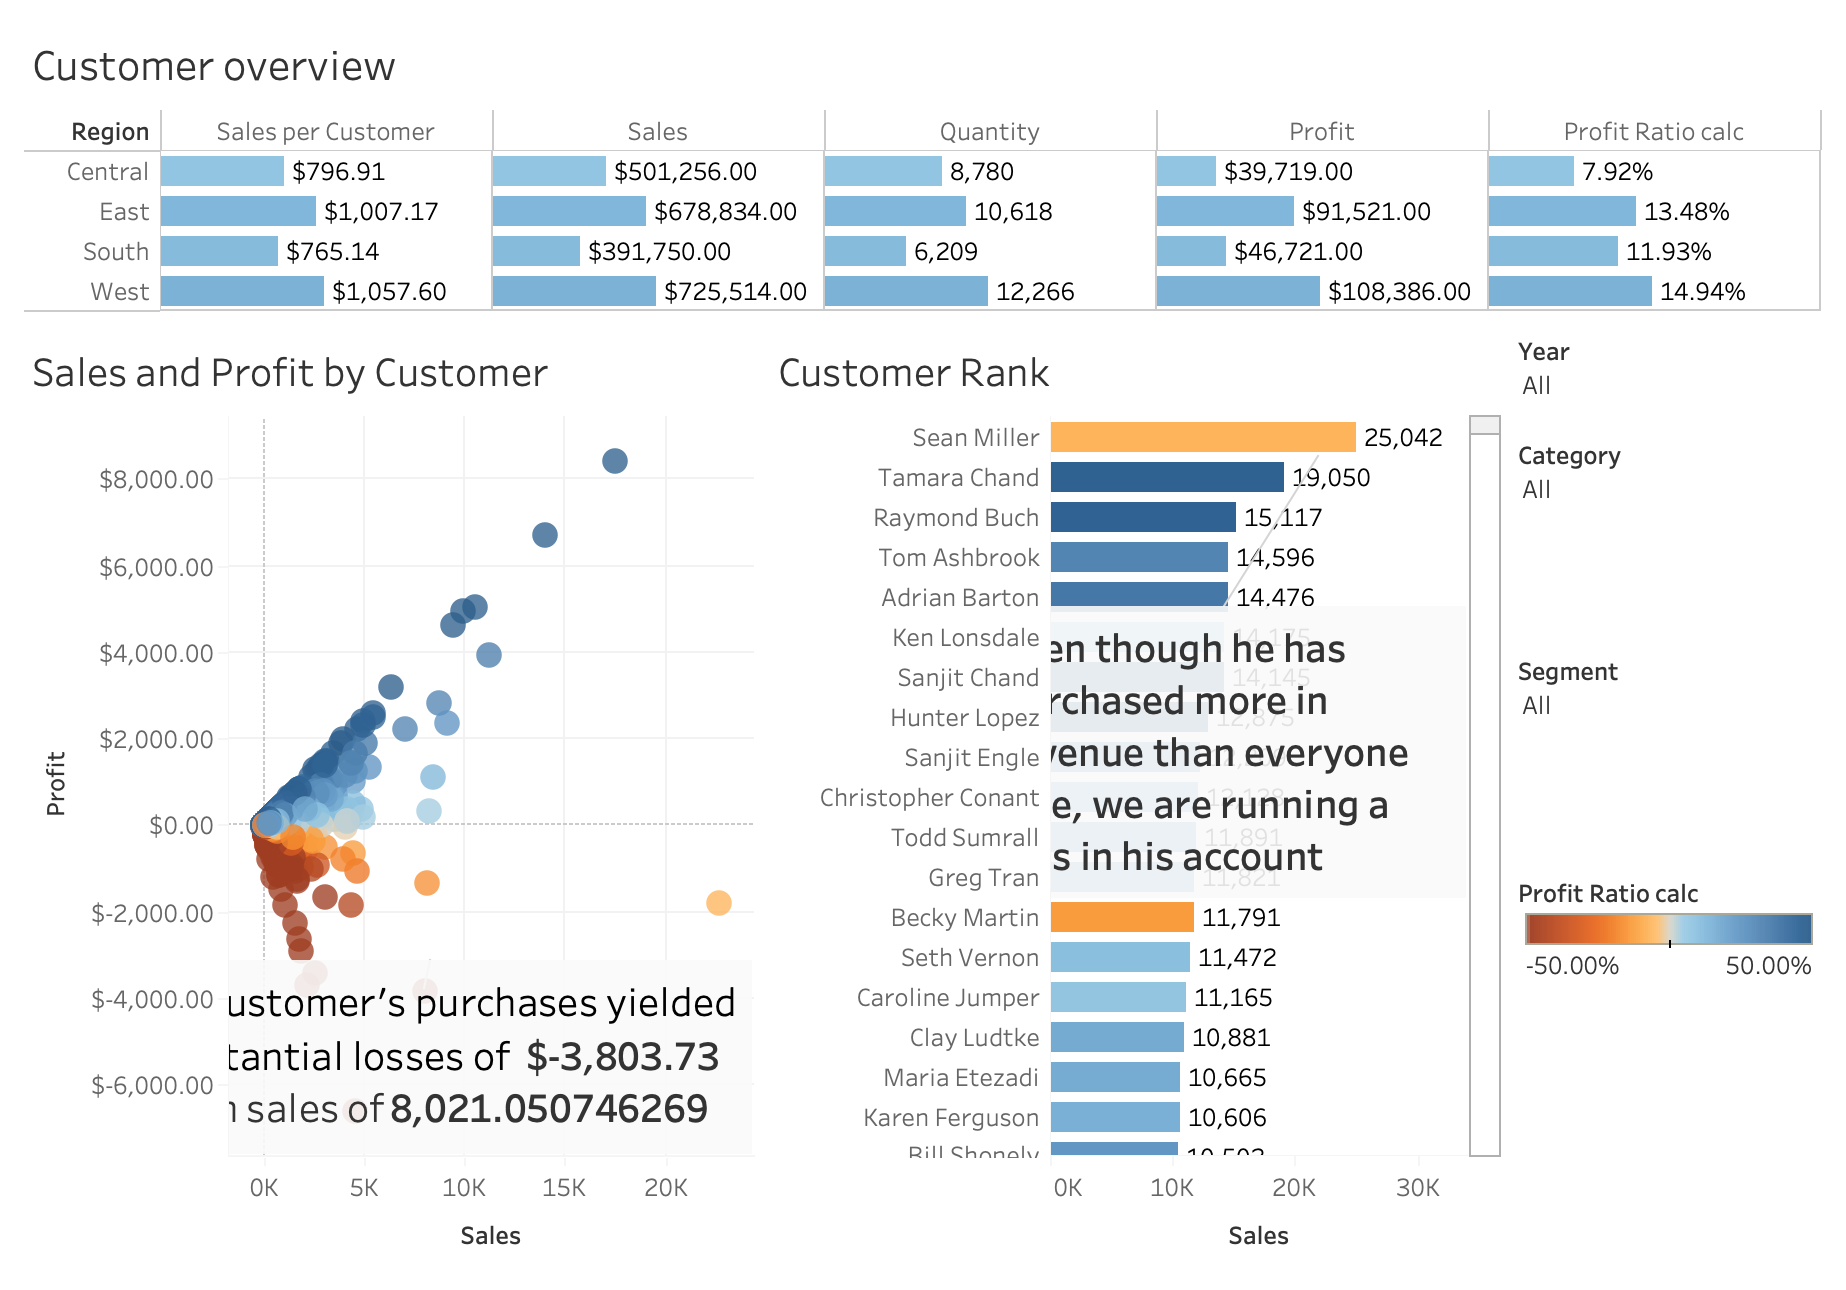 Customer overview
Region Sales per Customer Sales Quantity Profit Profit Ratio calc
Central $796.91 $501,256.00 8,780 $39,719.00 7.92%
East $1,007.17 $678,834.00 10,618 $91,521.00 13.48%
South $765.14 $391,750.00 6,209 $46,721.00 11.93%
West $1,057.60 $725,514.00 12,266 $108,386.00 14.94%
Sales and Profit by Customer
Profit
$8,000.00
$6,000.00
$4,000.00
$2,000.00
$0.00
$-2,000.00
$-4,000.00
$-6,000.00
ustomer's purchases yielded
tantial losses of $-3,803.73
sales of 8,021.050746269
0K 5K 10K 15K 20K
Sales
Customer Rank
Sean Miller 25,042
Tamara Chand 19,050
Raymond Buch 15,117
Tom Ashbrook 14,596
Adrian Barton 14,476
Ken Lonsdale 14,175
Sanjit Chand 14,145
Hunter Lopez 12,873
Sanjit Engle
Christopher Conant
Todd Sumrall 11,891
Greg Tran 11,821
Becky Martin 11,791
Seth Vernon 11,472
Caroline Jumper 11,165
Clay Ludtke 10,881
Maria Etezadi 10,665
Karen Ferguson 10,606
Bill Shonely
en though he has
rchased more in
venue than everyone
e, we are running a
s in his account
0K 10K 20K 30K
Sales
Year
All
Category
All
Segment
All
Profit Ratio calc
-50.00% 50.00%